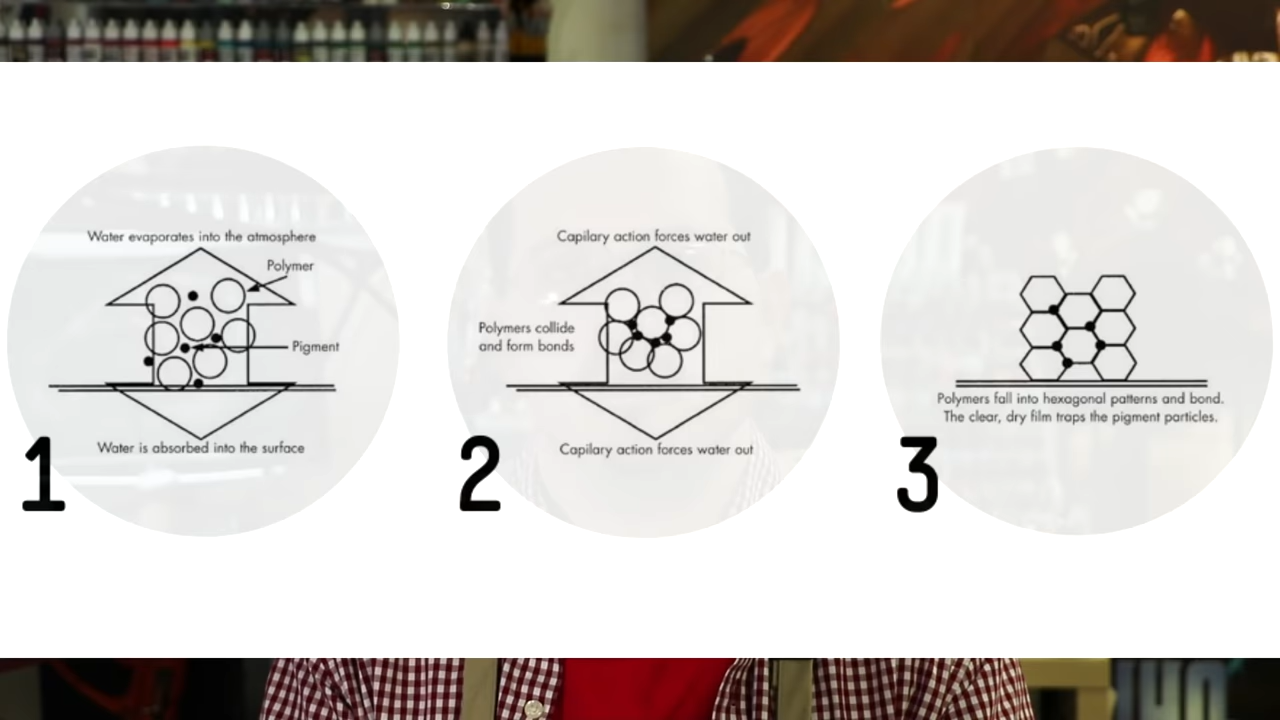 Water evaporates into the atmosphere
Polymer
Pigment
Water is absorbed into the surface
1
Capilary action forces water out
Polymers collide
and form bonds
Capilary action forces water out
2
Polymers fall into hexagonal patterns and bond.
The clear, dry film traps the pigment particles.
3